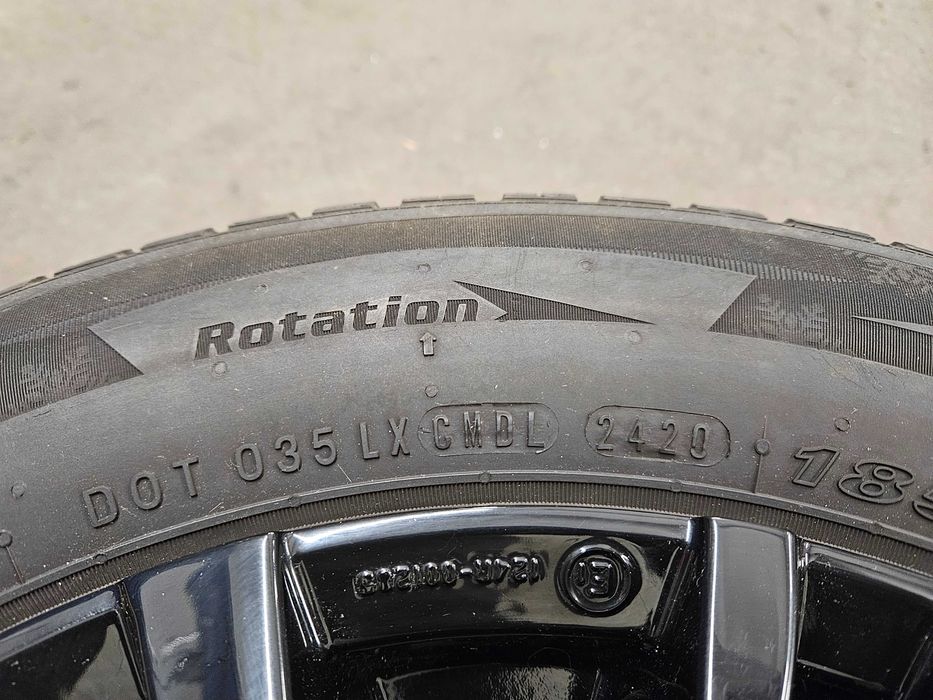 Rotation
DOT 035 LX CMDL 2420
185